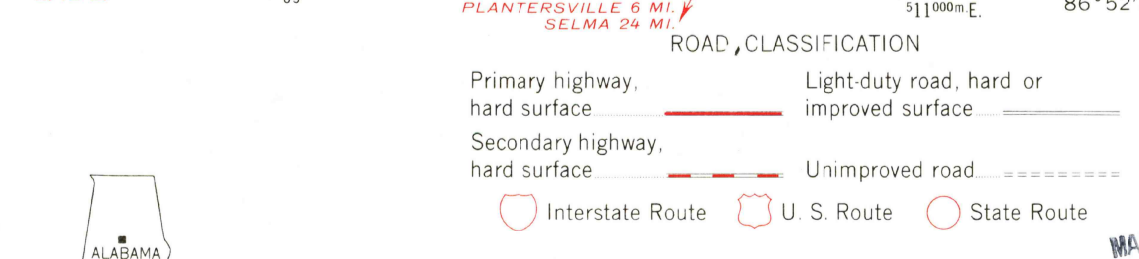 PLANTERSVILLE 6 MI.
SELMA 24 MI.
511000m.E.
86°52'
ROAD CLASSIFICATION
Primary highway,
hard surface
Light-duty road, hard or
improved surface
Secondary highway,
hard surface
Unimproved road
Interstate Route
U. S. Route
State Route
ALABAMA